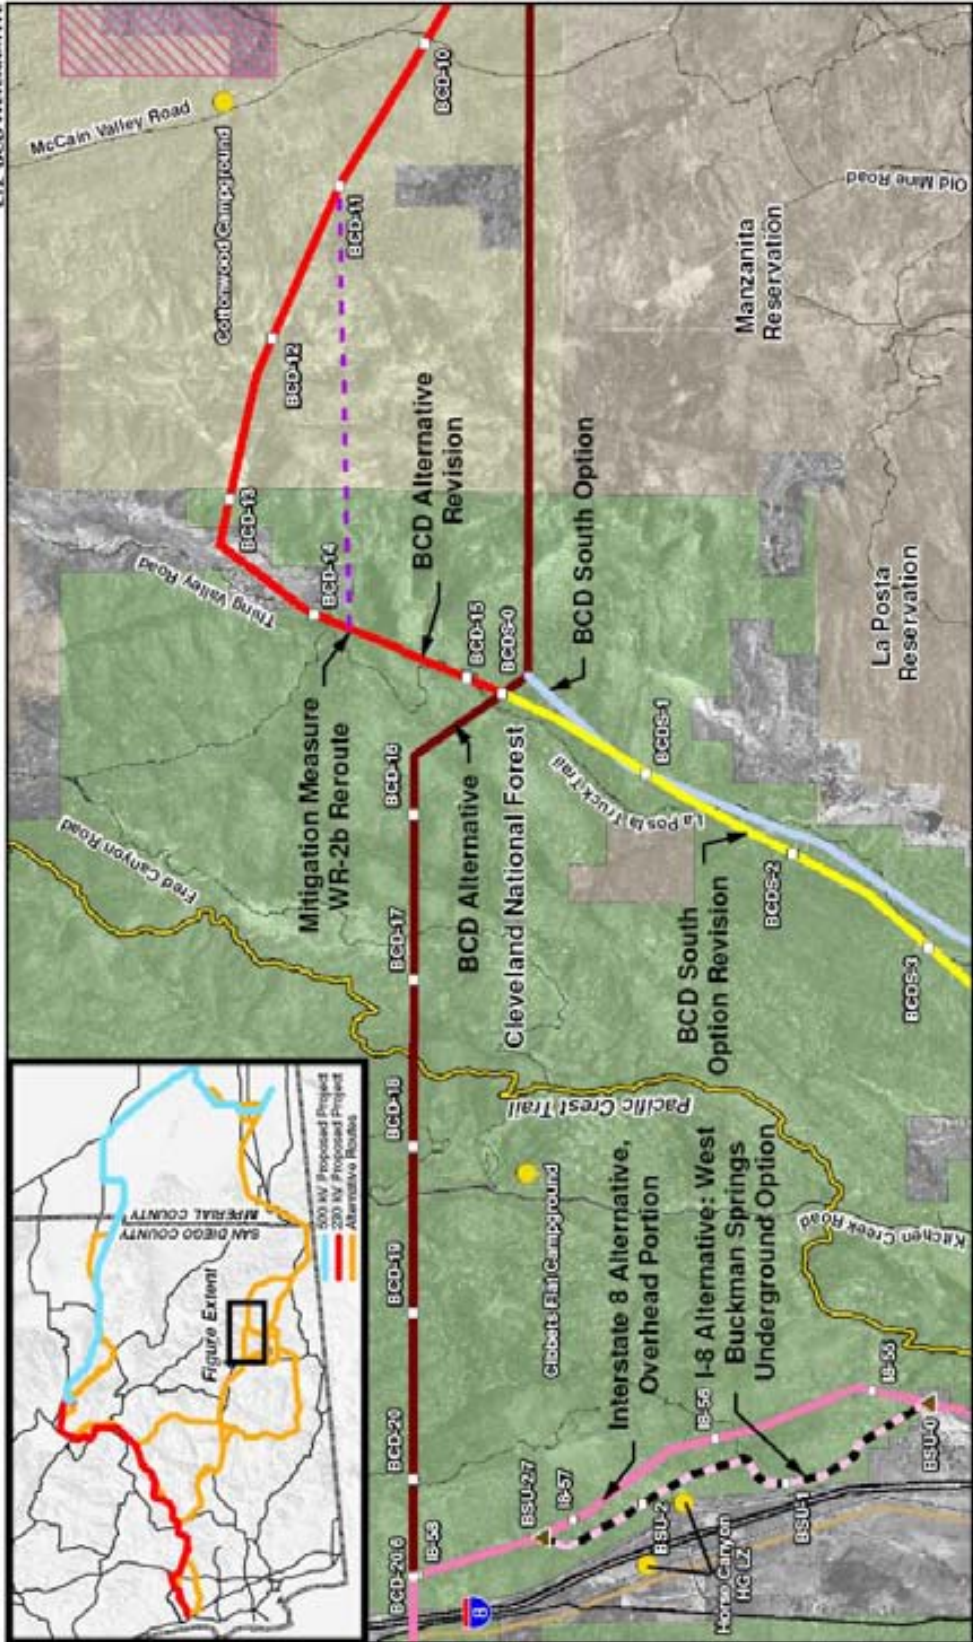 SAN DIEGO COUNTY
IMPERIAL COUNTY
Figure Extent
500 kV Proposed Project
230 kV Proposed Project
Alternative Routes
Fred Canyon Road
Thing Valley Road
McCain Valley Road
Cottonwood Campground
BCD-13
BCD-12
BCD-14
BCD-11
BCD-10
Mitigation Measure
WR-2b Reroute
BCD Alternative
Revision
BCD-20.6
BCD-20
BCD-19
BCD-18
BCD-17
BCD-16
BCD-15
BCDS-0
I8-58
8
BCD Alternative
Cleveland National Forest
BCD South Option
Pacific Crest Trail
Cibbets Flat Campground
La Posta Truck Trail
BCDS-1
BCD South
Option Revision
BCDS-2
BCDS-3
Manzanita
Reservation
Old Mine Road
La Posta
Reservation
Kitchen Creek Road
BSU-2.7
I8-57
Interstate 8 Alternative,
Overhead Portion
BSU-2
I8-56
I-8 Alternative: West
Buckman Springs
Underground Option
Horse Canyon
HG LZ
BSU-1
I8-55
BSU-0